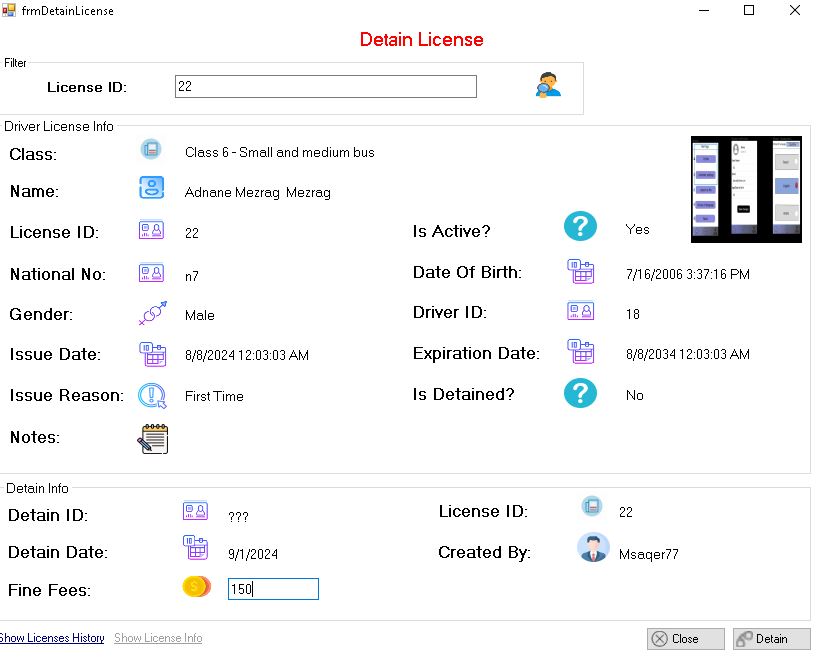 frmDetainLicense
Detain License
Filter
License ID: 22
Driver License Info
Class: Class 6 - Small and medium bus
Name: Adnane Mezrag Mezrag
License ID: 22 Is Active? Yes
National No: n7 Date Of Birth: 7/16/2006 3:37:16 PM
Gender: Male Driver ID: 18
Issue Date: 8/8/2024 12:03:03 AM Expiration Date: 8/8/2034 12:03:03 AM
Issue Reason: First Time Is Detained? No
Notes:
Detain Info
Detain ID: ??? License ID: 22
Detain Date: 9/1/2024 Created By: Msaqer77
Fine Fees: 150
Show Licenses History Show License Info Close Detain